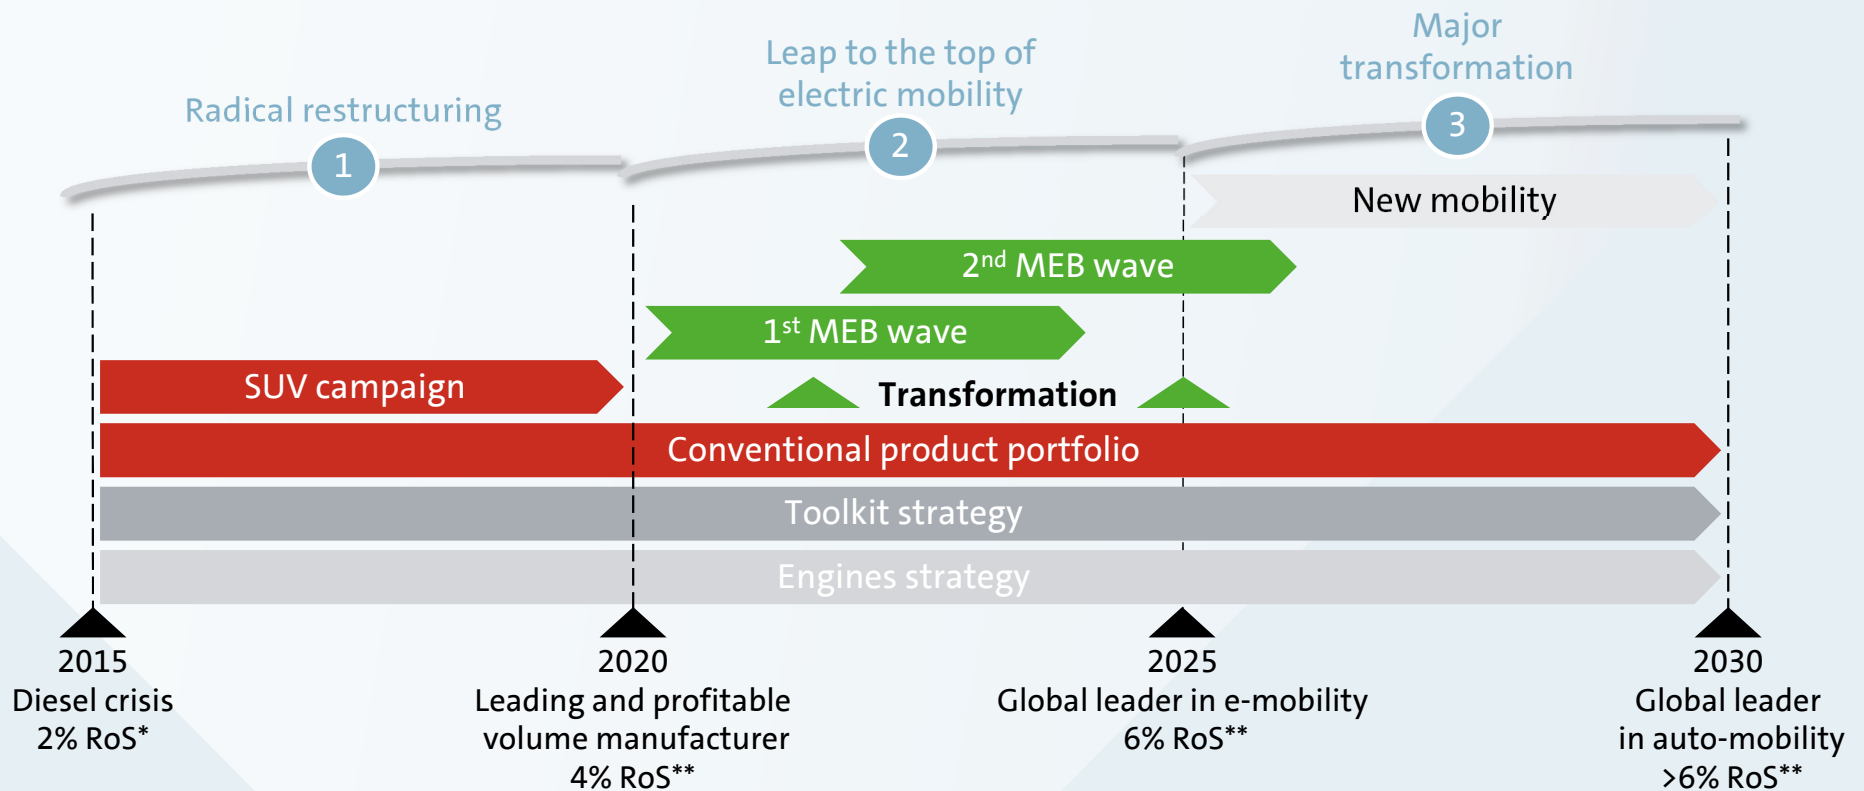 Radical restructuring
1
Leap to the top of
electric mobility
2
Major
transformation
3
New mobility
2nd MEB wave
1st MEB wave
SUV campaign
Transformation
Conventional product portfolio
Toolkit strategy
Engines strategy
2015
Diesel crisis
2% RoS*
2020
Leading and profitable
volume manufacturer
4% RoS**
2025
Global leader in e-mobility
6% RoS**
2030
Global leader
in auto-mobility
>6% RoS**